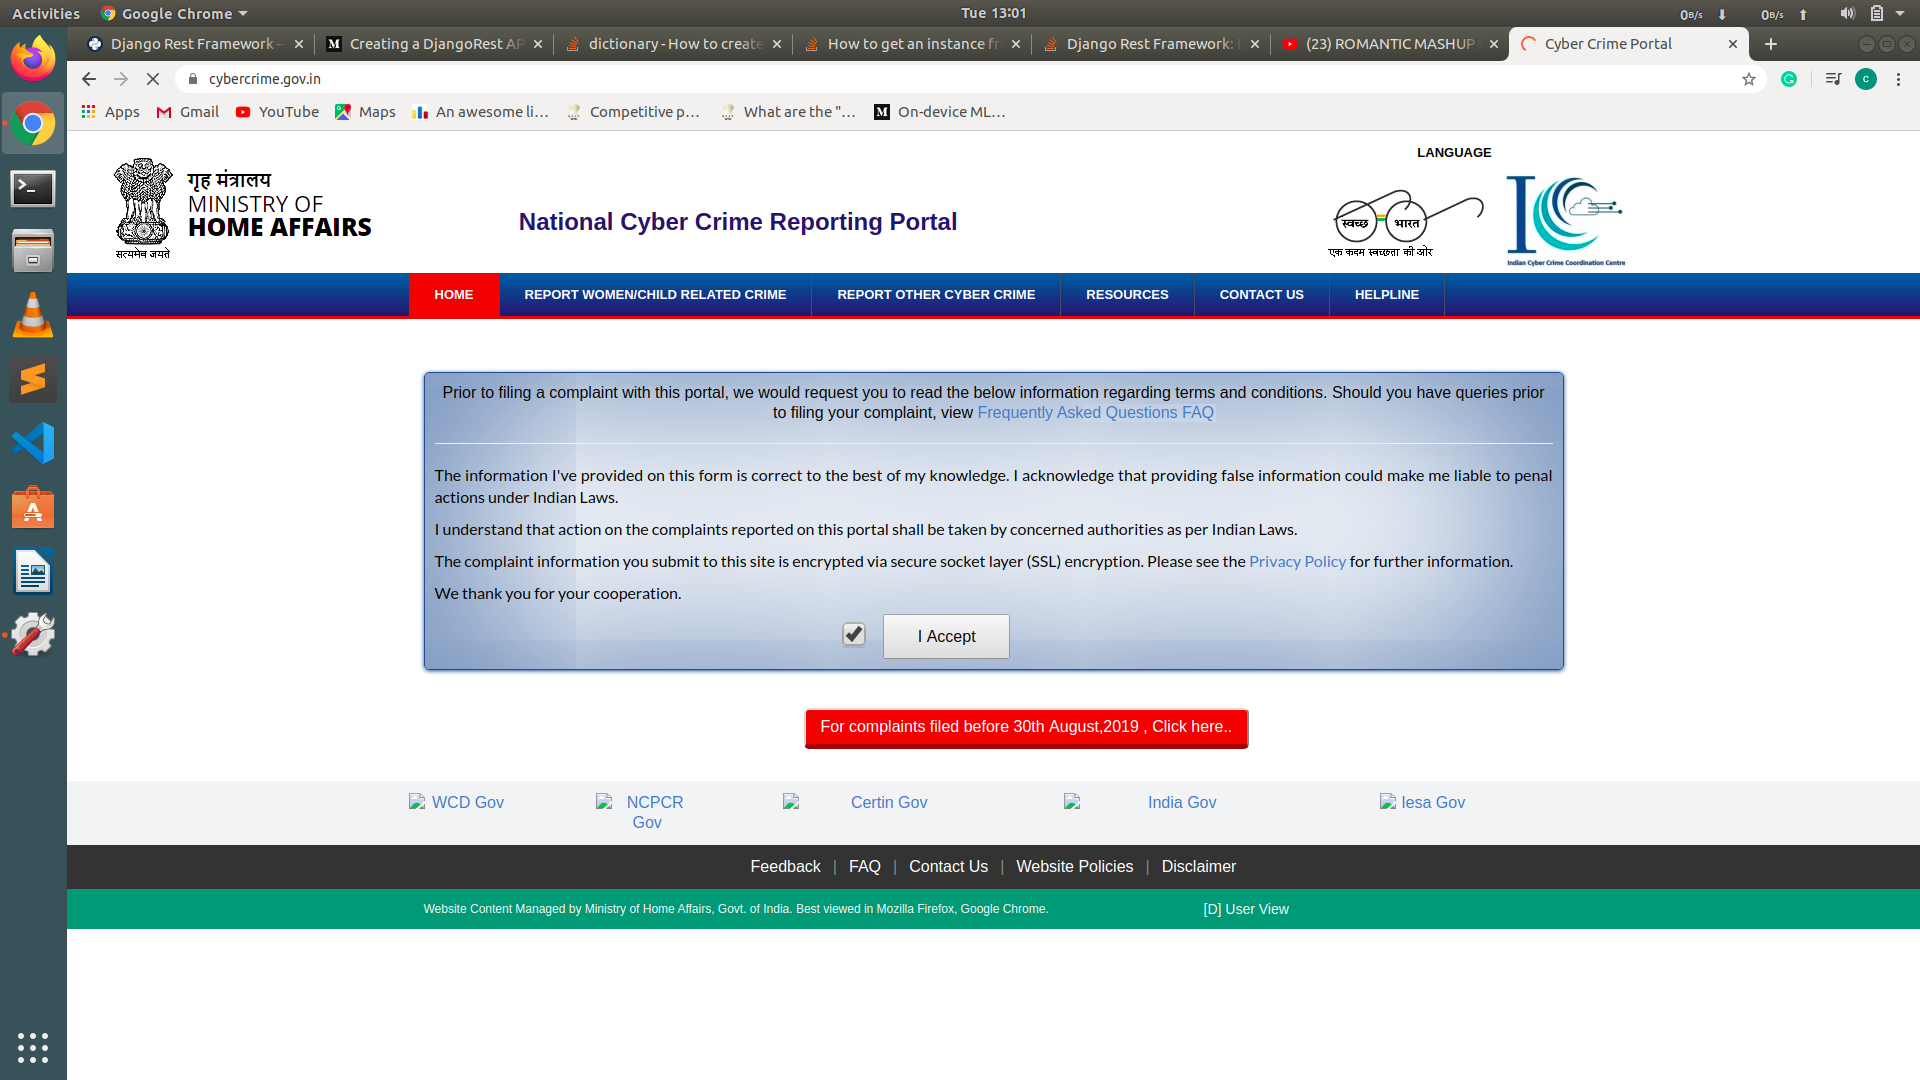 Activities
Google Chrome
Tue 13:01
0B/s
0B/s
Django Rest Framework –
Creating a DjangoRest AP
dictionary - How to create
How to get an instance fr
Django Rest Framework:
(23) ROMANTIC MASHUP
Cyber Crime Portal
cybercrime.gov.in
c
Apps
Gmail
YouTube
Maps
An awesome li…
Competitive p…
What are the "…
On-device ML…
LANGUAGE
गृह मंत्रालय
MINISTRY OF
HOME AFFAIRS
सत्यमेव जयते
National Cyber Crime Reporting Portal
स्वच्छ भारत
एक कदम स्वच्छता की ओर
Indian Cyber Crime Coordination Centre
HOME
REPORT WOMEN/CHILD RELATED CRIME
REPORT OTHER CYBER CRIME
RESOURCES
CONTACT US
HELPLINE
Prior to filing a complaint with this portal, we would request you to read the below information regarding terms and conditions. Should you have queries prior
to filing your complaint, view Frequently Asked Questions FAQ
The information I've provided on this form is correct to the best of my knowledge. I acknowledge that providing false information could make me liable to penal
actions under Indian Laws.
I understand that action on the complaints reported on this portal shall be taken by concerned authorities as per Indian Laws.
The complaint information you submit to this site is encrypted via secure socket layer (SSL) encryption. Please see the Privacy Policy for further information.
We thank you for your cooperation.
I Accept
For complaints filed before 30th August,2019 , Click here..
WCD Gov
NCPCR
Gov
Certin Gov
India Gov
Iesa Gov
Feedback | FAQ | Contact Us | Website Policies | Disclaimer
Website Content Managed by Ministry of Home Affairs, Govt. of India. Best viewed in Mozilla Firefox, Google Chrome.
[D] User View